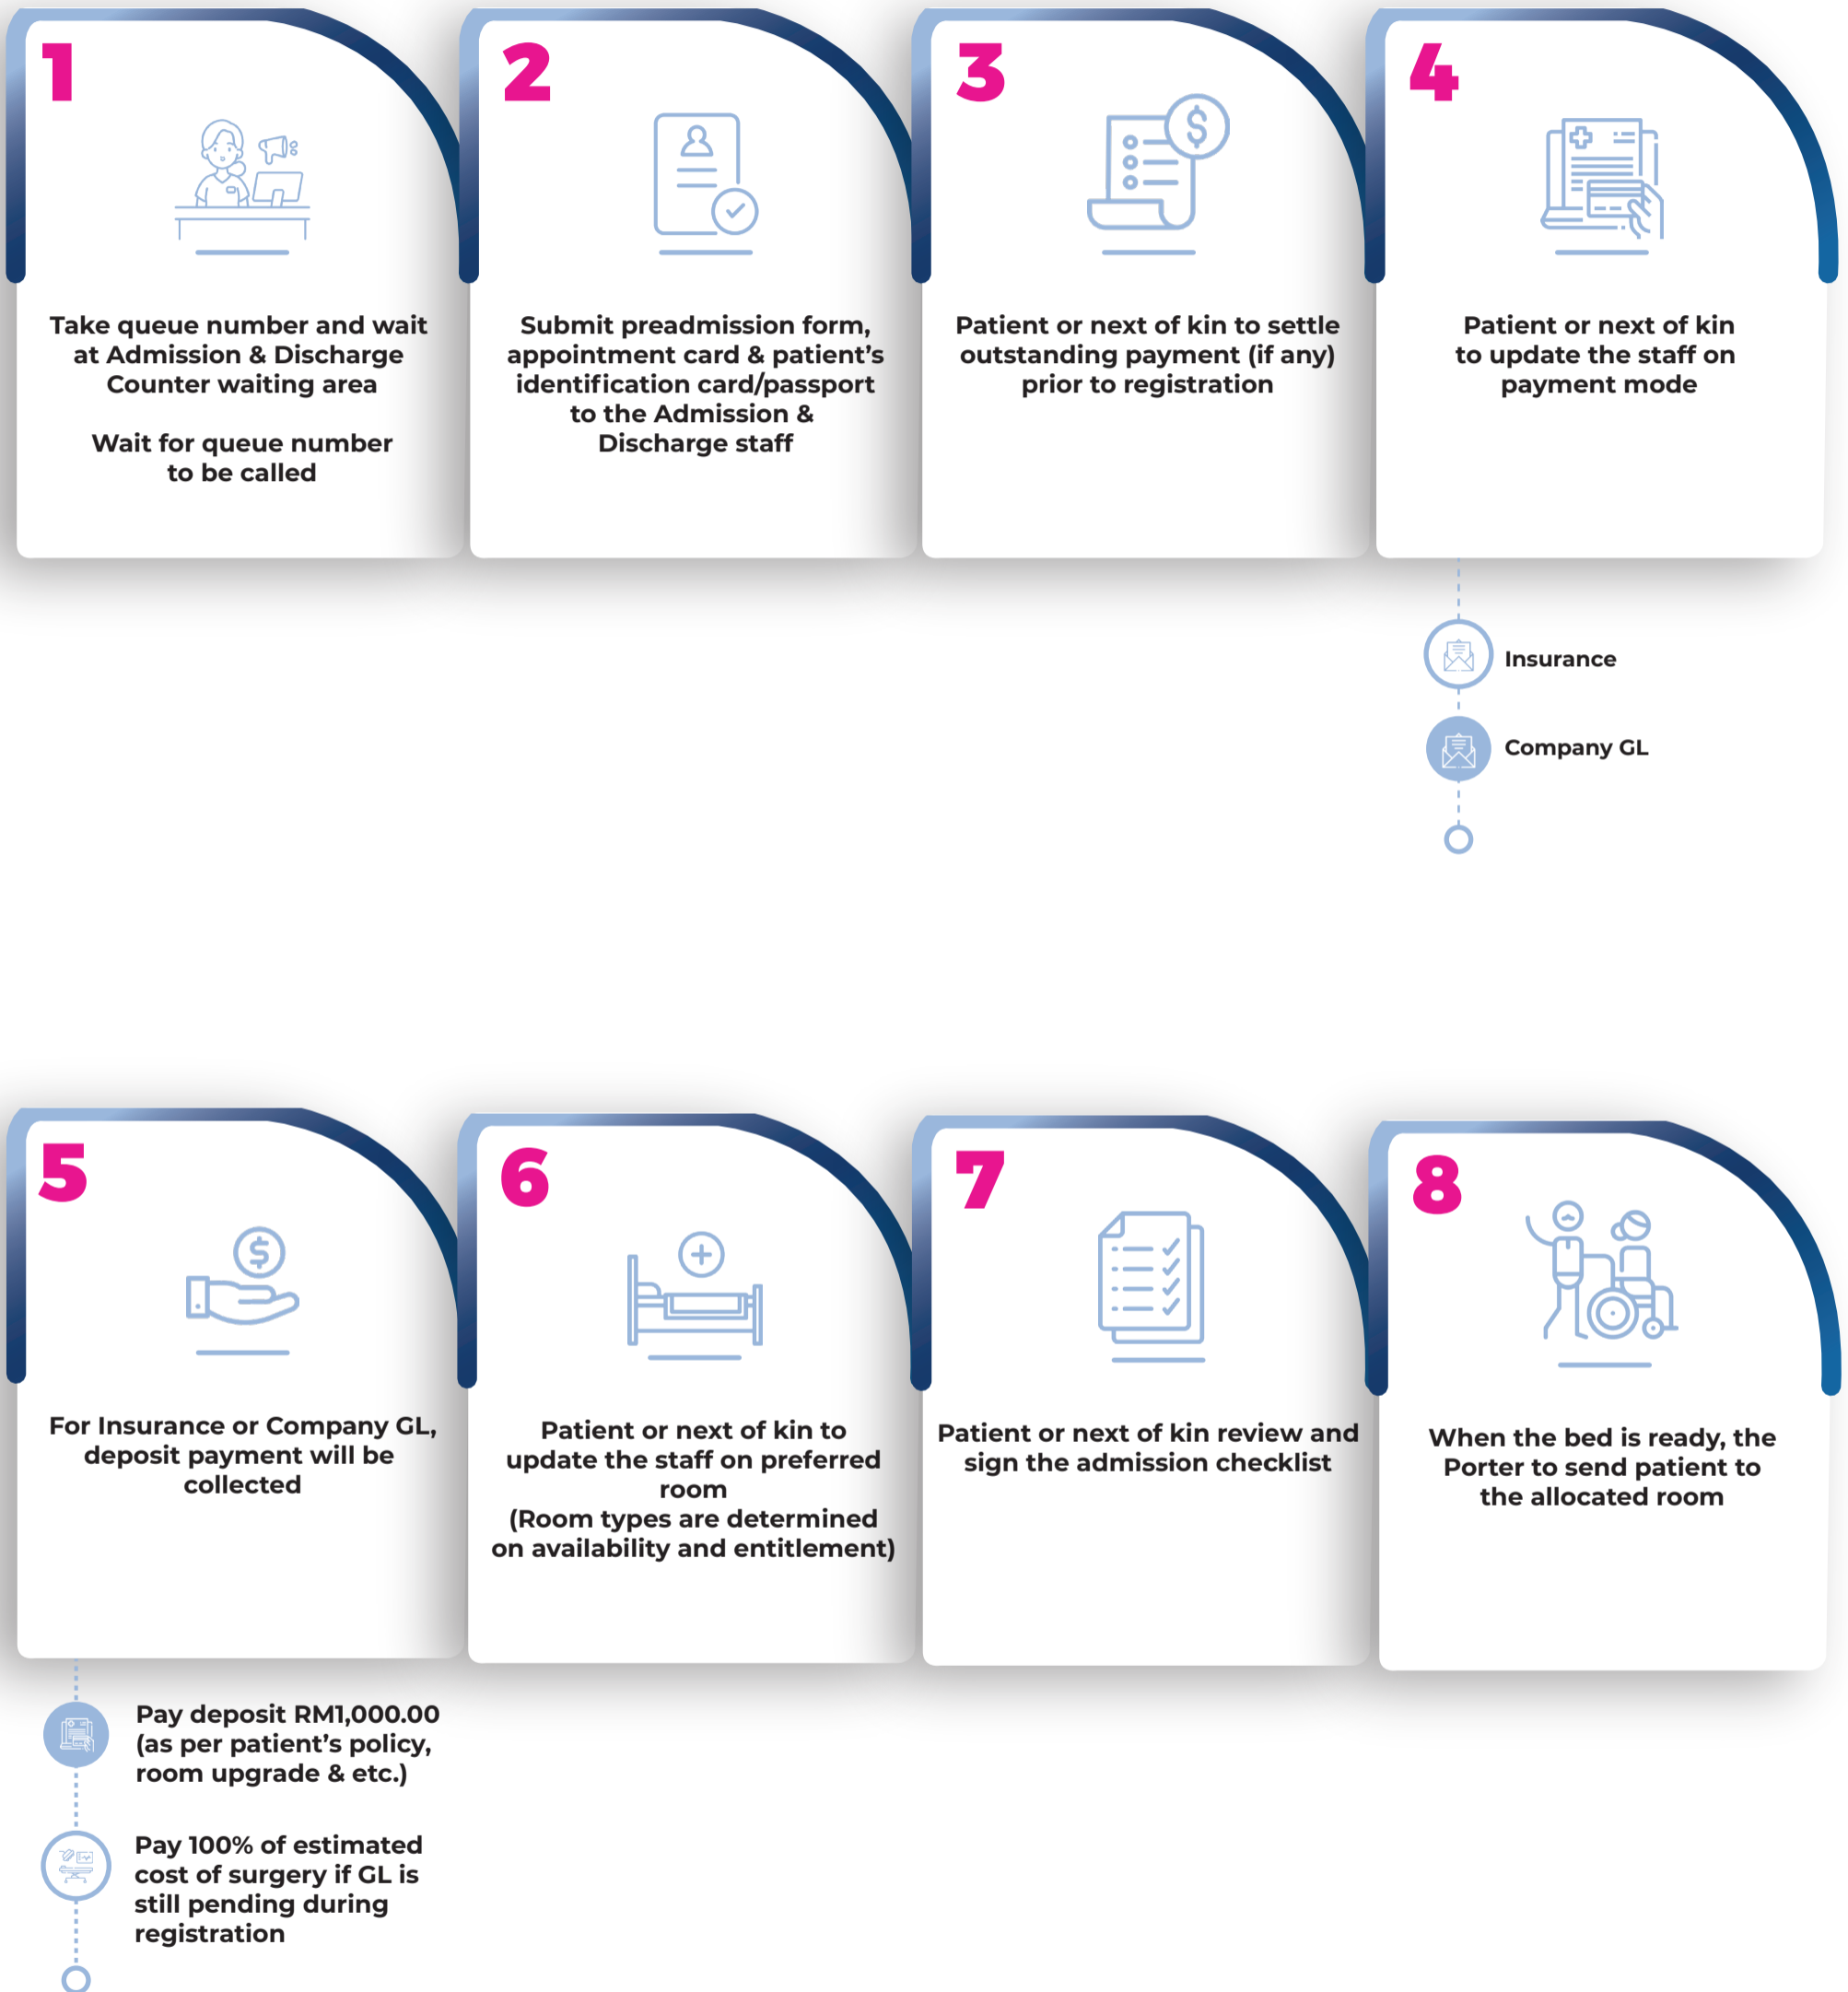 1
Take queue number and wait
at Admission & Discharge
Counter waiting area
Wait for queue number
to be called
2
Submit preadmission form,
appointment card & patient’s
identification card/passport
to the Admission &
Discharge staff
3
Patient or next of kin to settle
outstanding payment (if any)
prior to registration
4
Patient or next of kin
to update the staff on
payment mode
Insurance
Company GL
5
For Insurance or Company GL,
deposit payment will be
collected
Pay deposit RM1,000.00
(as per patient’s policy,
room upgrade & etc.)
Pay 100% of estimated
cost of surgery if GL is
still pending during
registration
6
Patient or next of kin to
update the staff on preferred
room
(Room types are determined
on availability and entitlement)
7
Patient or next of kin review and
sign the admission checklist
8
When the bed is ready, the
Porter to send patient to
the allocated room